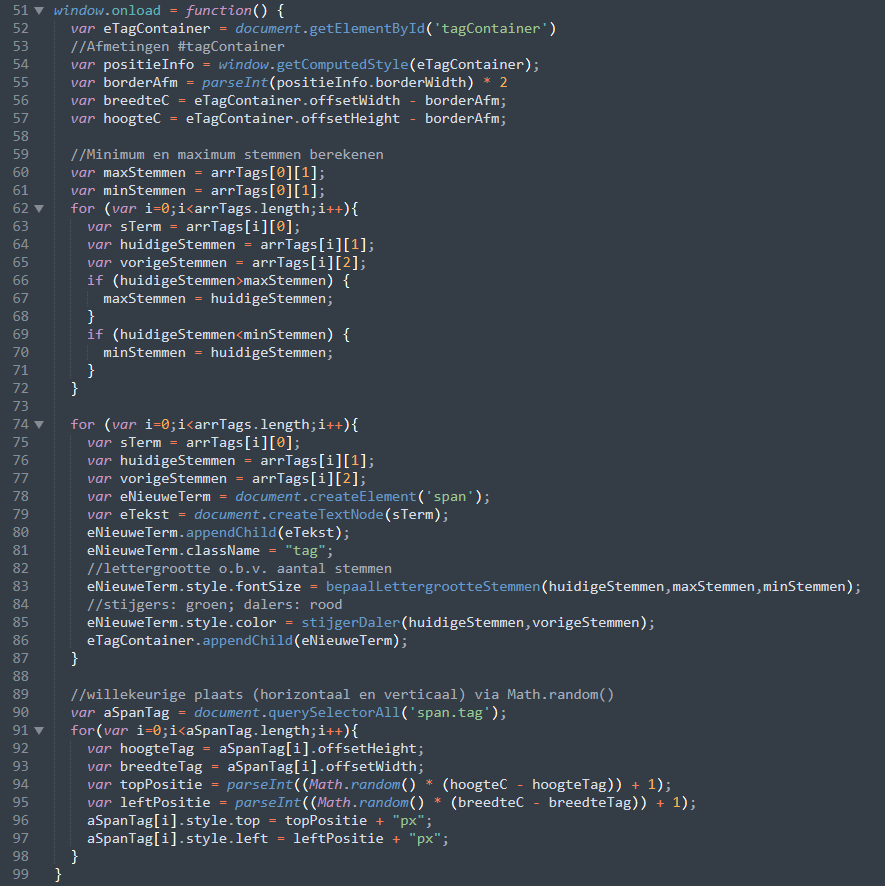 51 window.onload = function() {
52 var eTagContainer = document.getElementById('tagContainer')
53 //Afmetingen #tagContainer
54 var positieInfo = window.getComputedStyle(eTagContainer);
55 var borderAfm = parseInt(positieInfo.borderWidth) * 2
56 var breedteC = eTagContainer.offsetWidth - borderAfm;
57 var hoogteC = eTagContainer.offsetHeight - borderAfm;
58
59 //Minimum en maximum stemmen berekenen
60 var maxStemmen = arrTags[0][1];
61 var minStemmen = arrTags[0][1];
62 for (var i=0;i<arrTags.length;i++){
63 var sTerm = arrTags[i][0];
64 var huidigeStemmen = arrTags[i][1];
65 var vorigeStemmen = arrTags[i][2];
66 if (huidigeStemmen>maxStemmen) {
67 maxStemmen = huidigeStemmen;
68 }
69 if (huidigeStemmen<minStemmen) {
70 minStemmen = huidigeStemmen;
71 }
72 }
73
74 for (var i=0;i<arrTags.length;i++){
75 var sTerm = arrTags[i][0];
76 var huidigeStemmen = arrTags[i][1];
77 var vorigeStemmen = arrTags[i][2];
78 var eNieuweTerm = document.createElement('span');
79 var eTekst = document.createTextNode(sTerm);
80 eNieuweTerm.appendChild(eTekst);
81 eNieuweTerm.className = "tag";
82 //lettergrootte o.b.v. aantal stemmen
83 eNieuweTerm.style.fontSize = bepaalLettergrootteStemmen(huidigeStemmen,maxStemmen,minStemmen);
84 //stijgers: groen; dalers: rood
85 eNieuweTerm.style.color = stijgerDaler(huidigeStemmen,vorigeStemmen);
86 eTagContainer.appendChild(eNieuweTerm);
87 }
88
89 //willekeurige plaats (horizontaal en verticaal) via Math.random()
90 var aSpanTag = document.querySelectorAll('span.tag');
91 for(var i=0;i<aSpanTag.length;i++){
92 var hoogteTag = aSpanTag[i].offsetHeight;
93 var breedteTag = aSpanTag[i].offsetWidth;
94 var topPositie = parseInt((Math.random() * (hoogteC - hoogteTag)) + 1);
95 var leftPositie = parseInt((Math.random() * (breedteC - breedteTag)) + 1);
96 aSpanTag[i].style.top = topPositie + "px";
97 aSpanTag[i].style.left = leftPositie + "px";
98 }
99 }